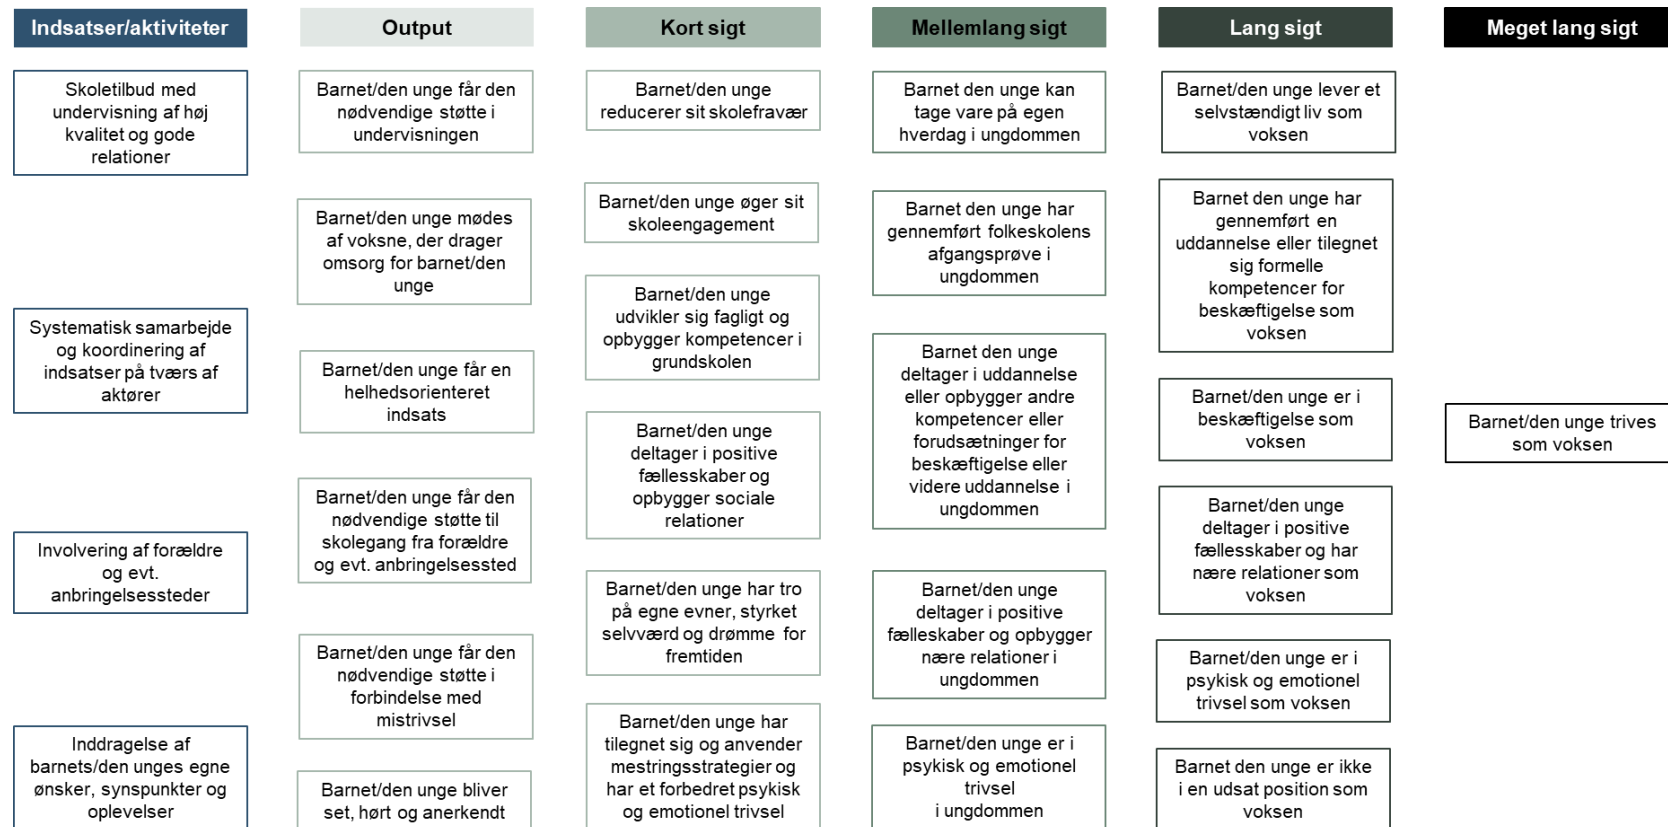 Indsatser/aktiviteter
Skoletilbud med
undervisning af høj
kvalitet og gode
relationer
Systematisk samarbejde
og koordinering af
indsatser på tværs af
aktører
Involvering af forældre
og evt.
anbringelsessteder
Inddragelse af
barnets/den unges egne
ønsker, synspunkter og
oplevelser
Output
Barnet/den unge får den
nødvendige støtte i
undervisningen
Barnet/den unge mødes
af voksne, der drager
omsorg for barnet/den
unge
Barnet/den unge får en
helhedsorienteret
indsats
Barnet/den unge får den
nødvendige støtte til
skolegang fra forældre
og evt. anbringelsessted
Barnet/den unge får den
nødvendige støtte i
forbindelse med
mistrivsel
Barnet/den unge bliver
set, hørt og anerkendt
Kort sigt
Barnet/den unge
reducerer sit skolefravær
Barnet/den unge øger sit
skoleengagement
Barnet/den unge
udvikler sig fagligt og
opbygger kompetencer i
grundskolen
Barnet/den unge
deltager i positive
fællesskaber og
opbygger sociale
relationer
Barnet/den unge har tro
på egne evner, styrket
selvværd og drømme for
fremtiden
Barnet/den unge har
tilegnet sig og anvender
mestringsstrategier og
har et forbedret psykisk
og emotionel trivsel
Mellemlang sigt
Barnet den unge kan
tage vare på egen
hverdag i ungdommen
Barnet den unge har
gennemført folkeskolens
afgangsprøve i
ungdommen
Barnet den unge
deltager i uddannelse
eller opbygger andre
kompetencer eller
forudsætninger for
beskæftigelse eller
videre uddannelse i
ungdommen
Barnet/den unge
deltager i positive
fælleskaber og opbygger
nære relationer i
ungdommen
Barnet/den unge er i
psykisk og emotionel
trivsel
i ungdommen
Lang sigt
Barnet/den unge lever et
selvstændigt liv som
voksen
Barnet den unge har
gennemført en
uddannelse eller tilegnet
sig formelle
kompetencer for
beskæftigelse som
voksen
Barnet/den unge er i
beskæftigelse som
voksen
Barnet/den unge
deltager i positive
fællesskaber og har
nære relationer som
voksen
Barnet/den unge er i
psykisk og emotionel
trivsel som voksen
Barnet den unge er ikke
i en udsat position som
voksen
Meget lang sigt
Barnet/den unge trives
som voksen